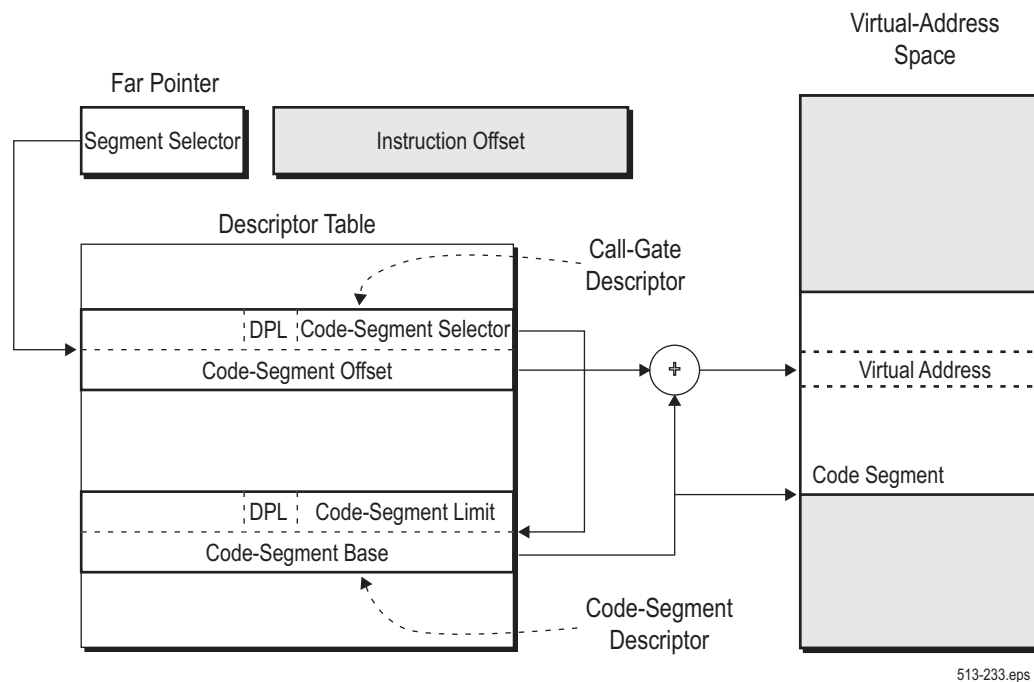 Virtual-Address
Space
Far Pointer
Segment Selector
Instruction Offset
Descriptor Table
Call-Gate
Descriptor
DPL Code-Segment Selector
Code-Segment Offset
+
Virtual Address
Code Segment
DPL Code-Segment Limit
Code-Segment Base
Code-Segment
Descriptor
513-233.eps